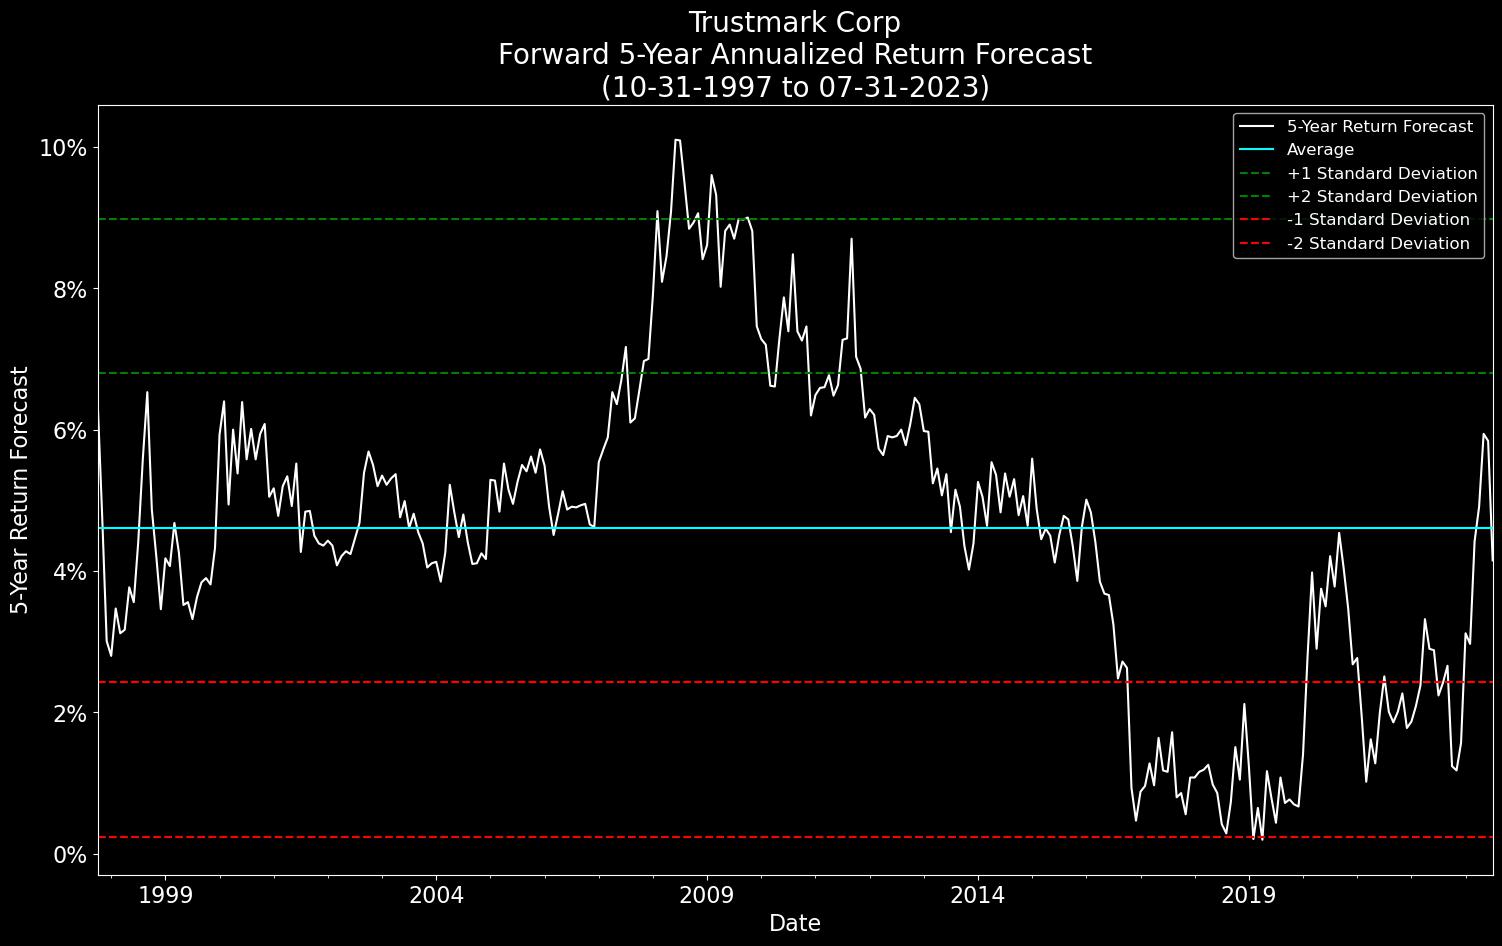 Trustmark Corp
Forward 5-Year Annualized Return Forecast
(10-31-1997 to 07-31-2023)
5-Year Return Forecast
Average
+1 Standard Deviation
+2 Standard Deviation
-1 Standard Deviation
-2 Standard Deviation
10%
8%
6%
4%
2%
0%
5-Year Return Forecast
1999 2004 2009 2014 2019
Date